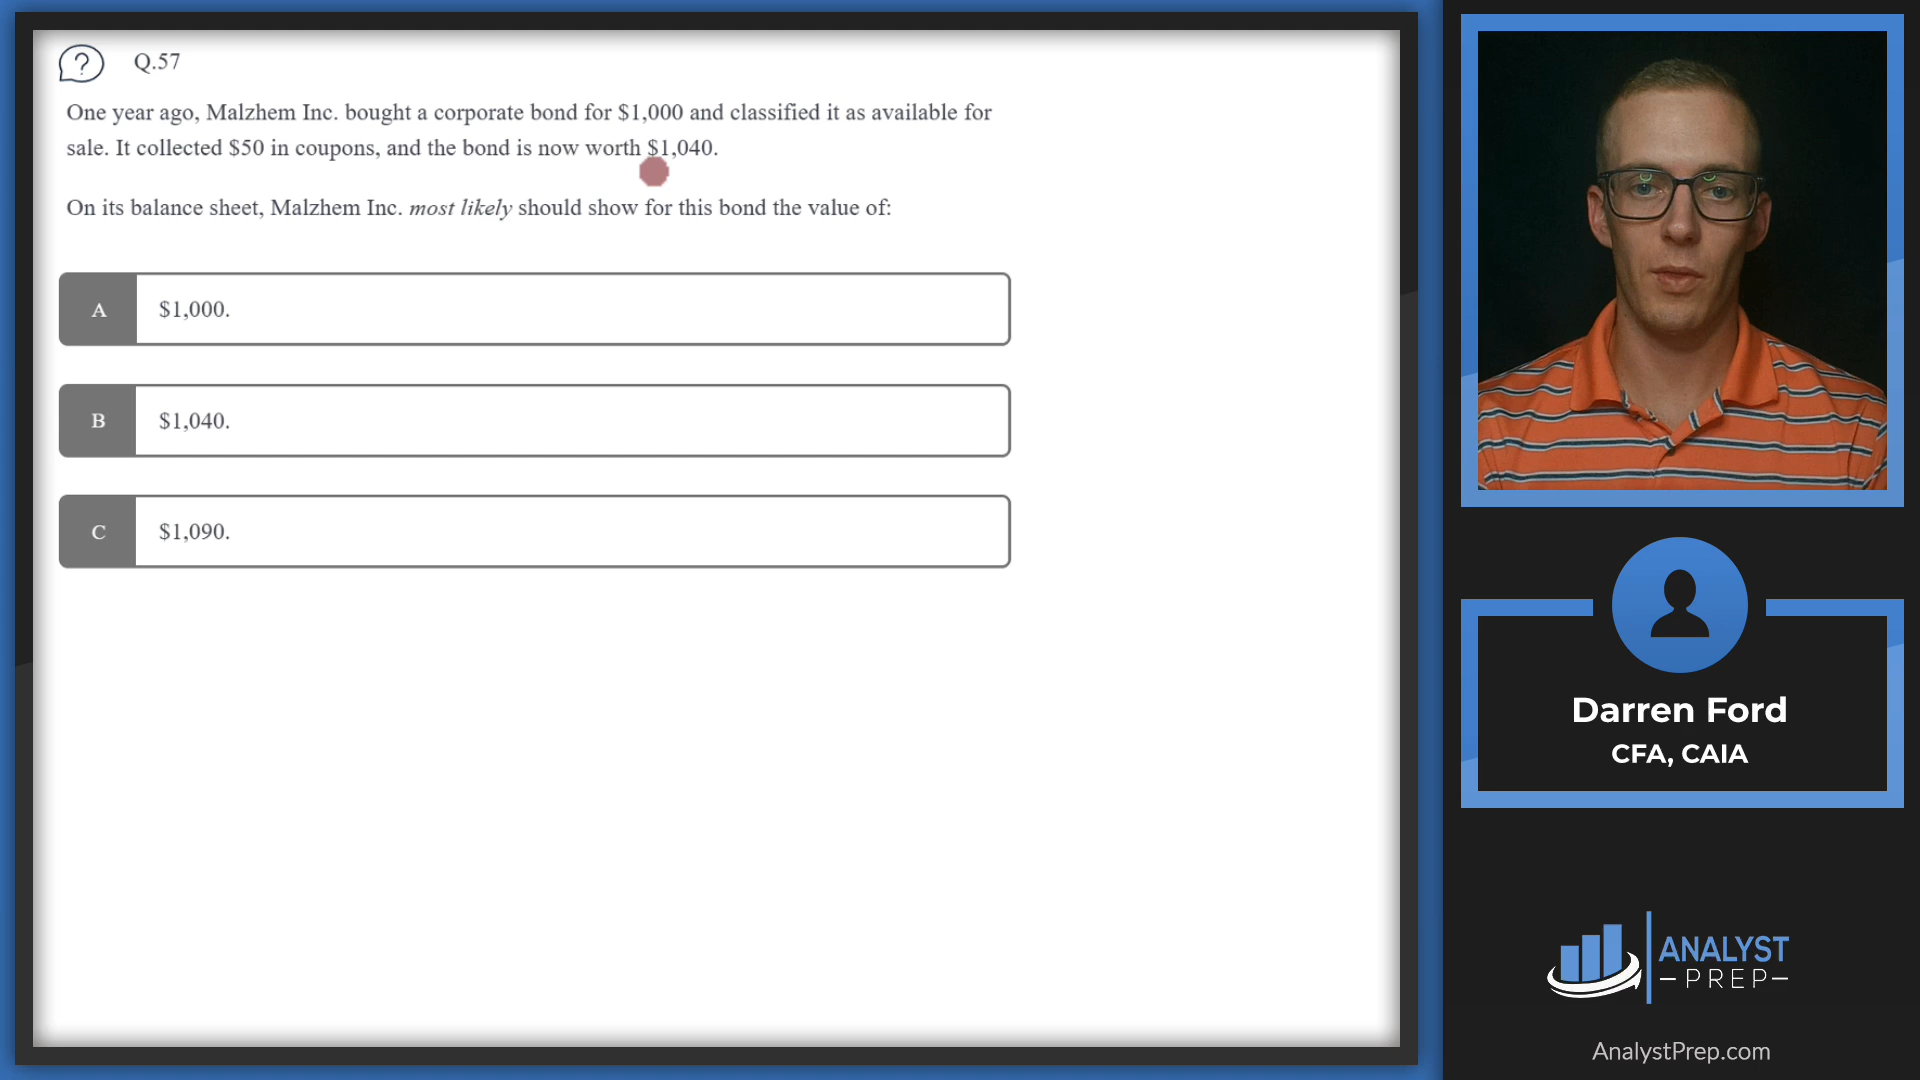 ?
Q.57
One year ago, Malzhem Inc. bought a corporate bond for $1,000 and classified it as available for
sale. It collected $50 in coupons, and the bond is now worth $1,040.
On its balance sheet, Malzhem Inc. most likely should show for this bond the value of:
A
$1,000.
B
$1,040.
C
$1,090.
Darren Ford
CFA, CAIA
ANALYST
PREP
AnalystPrep.com